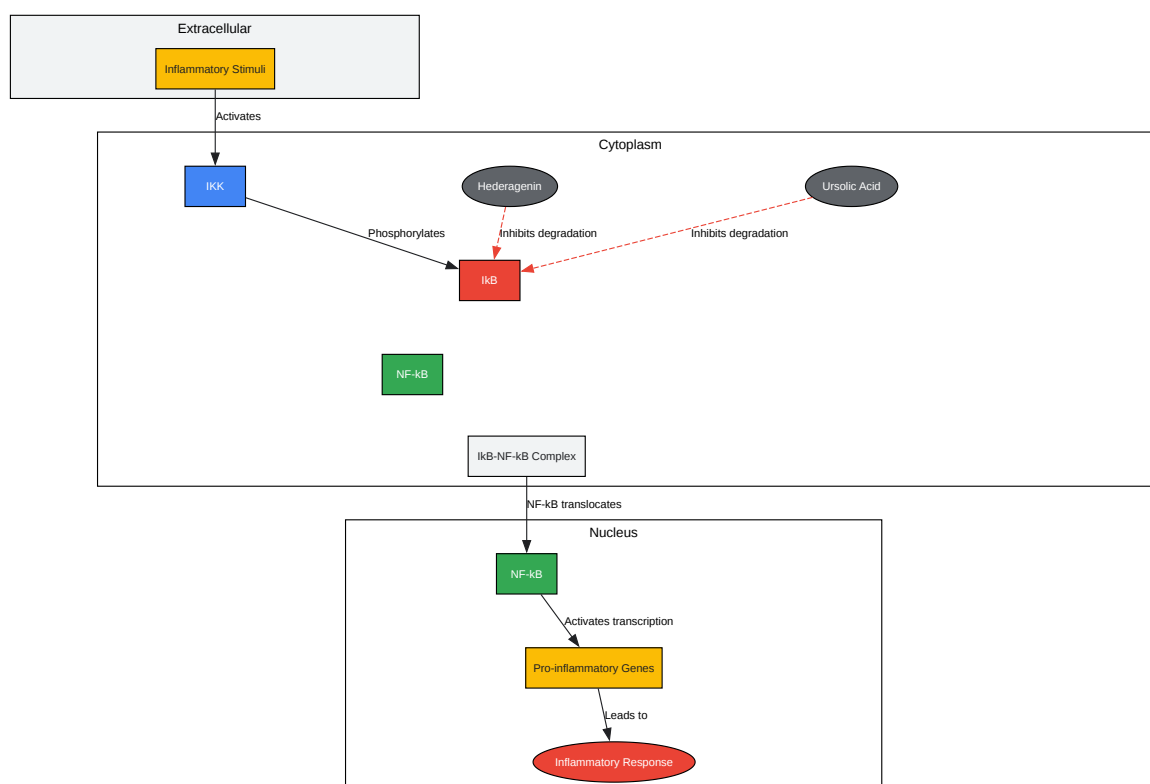 Extracellular
Inflammatory Stimuli
Activates
Cytoplasm
IKK
Hederagenin
Ursolic Acid
Phosphorylates
Inhibits degradation
Inhibits degradation
IkB
NF-kB
IkB-NF-kB Complex
NF-kB translocates
Nucleus
NF-kB
Activates transcription
Pro-inflammatory Genes
Leads to
Inflammatory Response